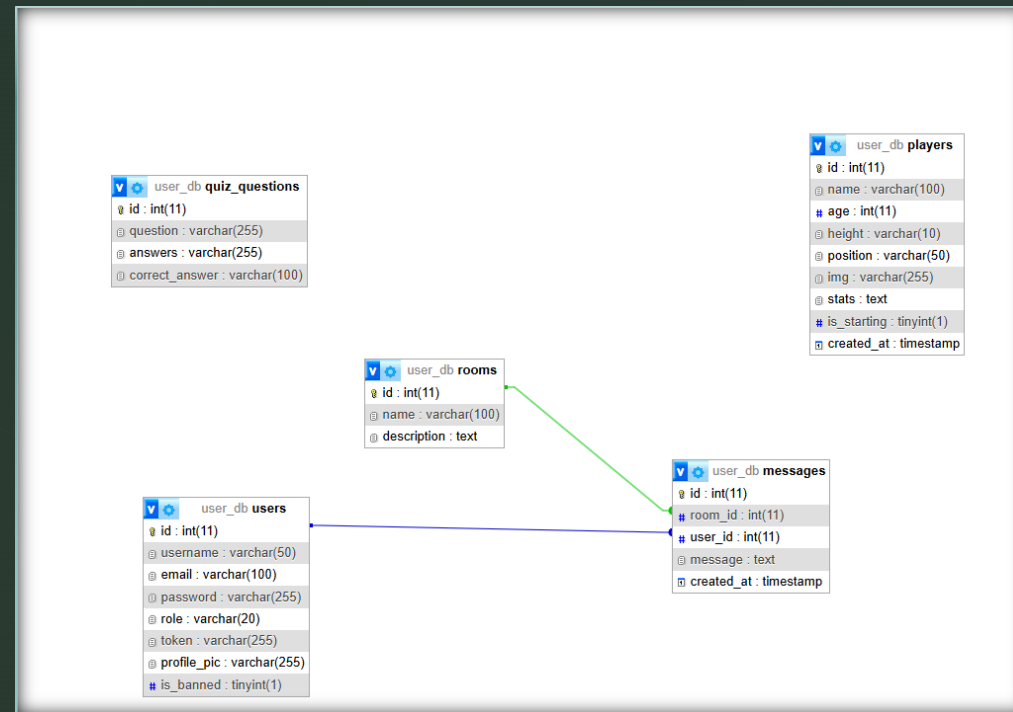 user_db quiz_questions
id : int(11)
question : varchar(255)
answers : varchar(255)
correct_answer : varchar(100)
user_db players
id : int(11)
name : varchar(100)
age : int(11)
height : varchar(10)
position : varchar(50)
img : varchar(255)
stats : text
is_starting : tinyint(1)
created_at : timestamp
user_db rooms
id : int(11)
name : varchar(100)
description : text
user_db messages
id : int(11)
room_id : int(11)
user_id : int(11)
message : text
created_at : timestamp
user_db users
id : int(11)
username : varchar(50)
email : varchar(100)
password : varchar(255)
role : varchar(20)
token : varchar(255)
profile_pic : varchar(255)
is_banned : tinyint(1)